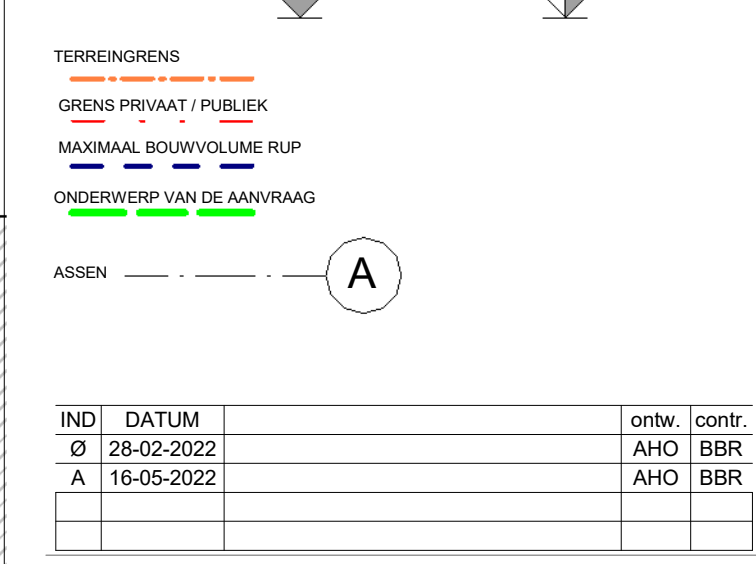 TERREINGRENS
GRENS PRIVAAT / PUBLIEK
MAXIMAAL BOUWVOLUME RUP
ONDERWERP VAN DE AANVRAAG
ASSEN A
IND DATUM ontw. contr.
Ø 28-02-2022 AHO BBR
A 16-05-2022 AHO BBR